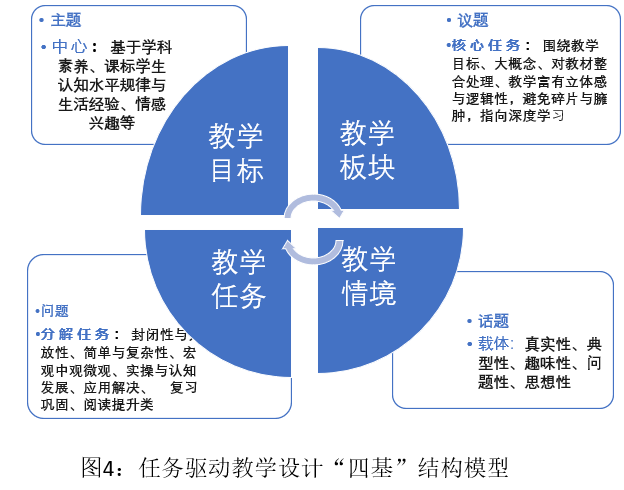 • 主题
• 中心： 基于学科
素养、课标学生
认知水平规律与
生活经验、情感
兴趣等
教学
目标
• 议题
•核心任务： 围绕教学
目标、大概念、对教材整
合处理、教学富有立体感
与逻辑性，避免碎片与臃
肿，指向深度学习
教学
板块
•问题
•分解任务： 封闭性与
放性、简单与复杂性、宏
观中观微观、实操与认知
发展、应用解决、 复习
巩固、阅读提升类
教学
任务
教学
情境
• 话题
• 载体: 真实性、典
型性、趣味性、问
题性、思想性
图4：任务驱动教学设计“四基”结构模型